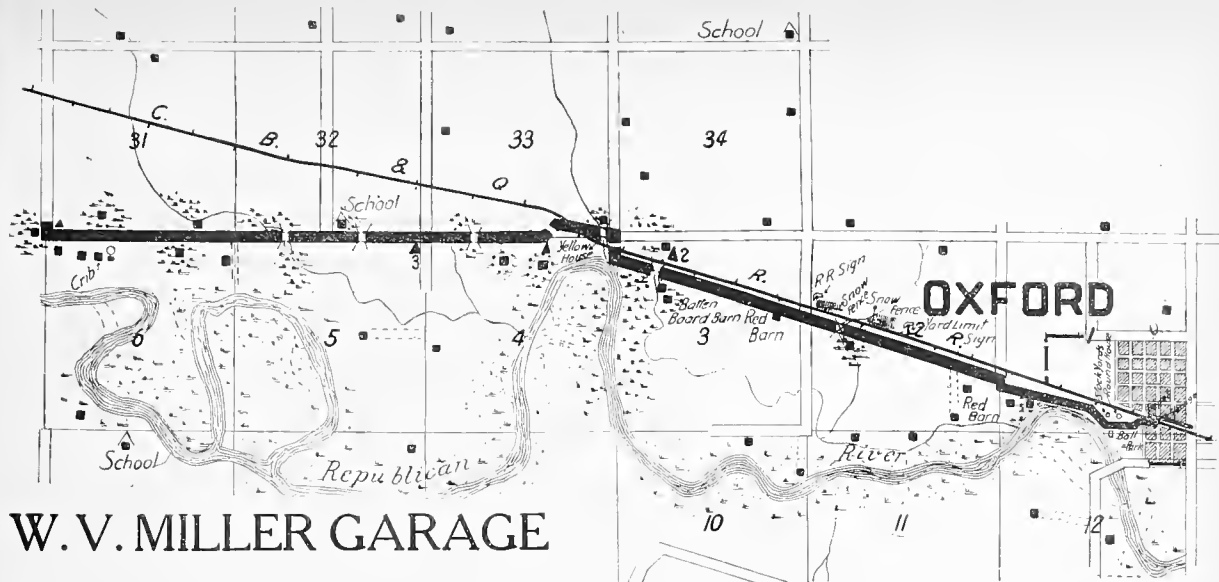 School
C. B. & Q R. R
31
32
33
34
School
Yellow House
2
3
R R Sign
Snow Fence
Snow Fence
OXFORD
Crib
Batten Board Barn
Red Barn
Yard Limit Sign
6
5
4
3
2
Stock Yards
Round House
Red Barn
Ball Park
School
Republican River
10
11
12
W. V. MILLER GARAGE